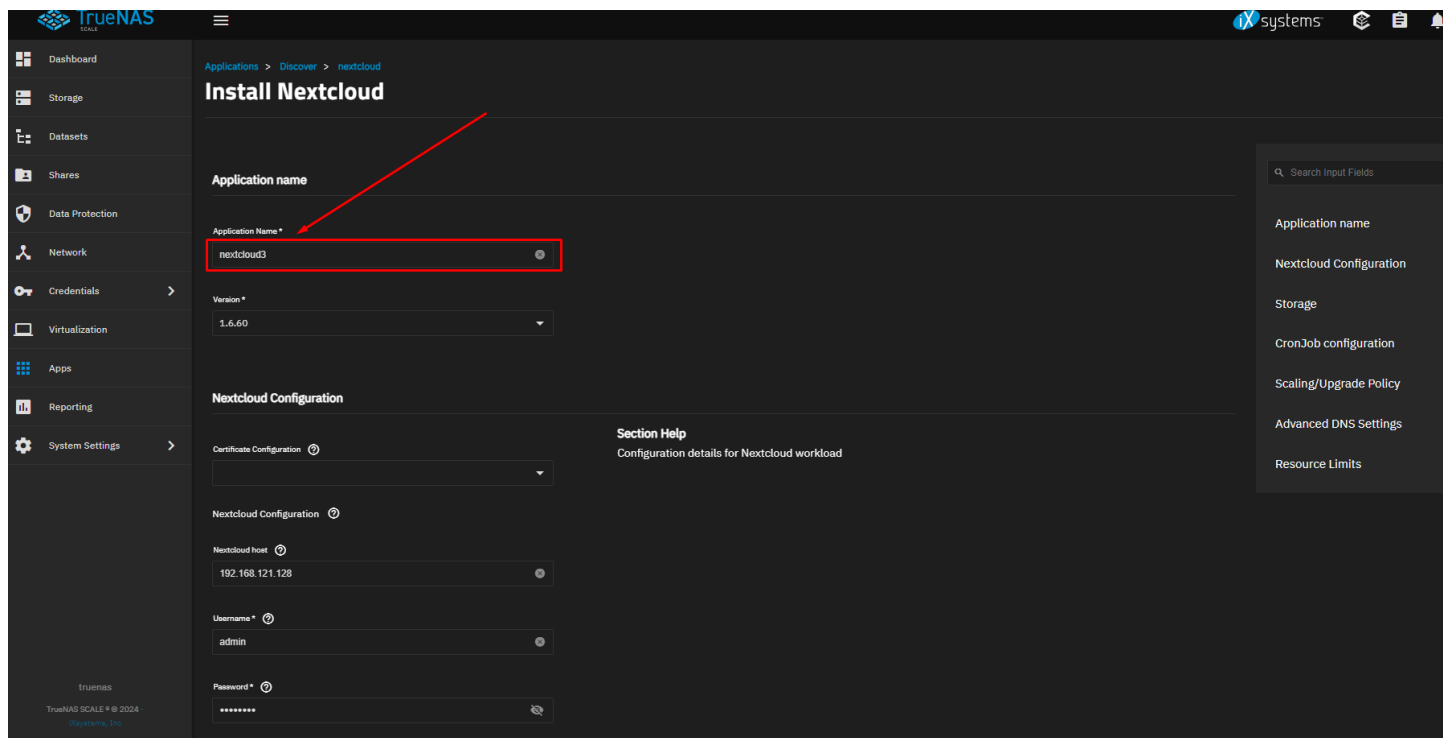 TrueNAS
SCALE
iX systems
Dashboard
Storage
Datasets
Shares
Data Protection
Network
Credentials
Virtualization
Apps
Reporting
System Settings
truenas
TrueNAS SCALE ® © 2024 -
iXsystems, Inc
Applications > Discover > nextcloud
Install Nextcloud
Application name
Application Name *
nextcloud3
Version *
1.6.60
Nextcloud Configuration
Certificate Configuration
Section Help
Configuration details for Nextcloud workload
Nextcloud Configuration
Nextcloud host
192.168.121.128
Username *
admin
Password *
••••••••
Search Input Fields
Application name
Nextcloud Configuration
Storage
CronJob configuration
Scaling/Upgrade Policy
Advanced DNS Settings
Resource Limits